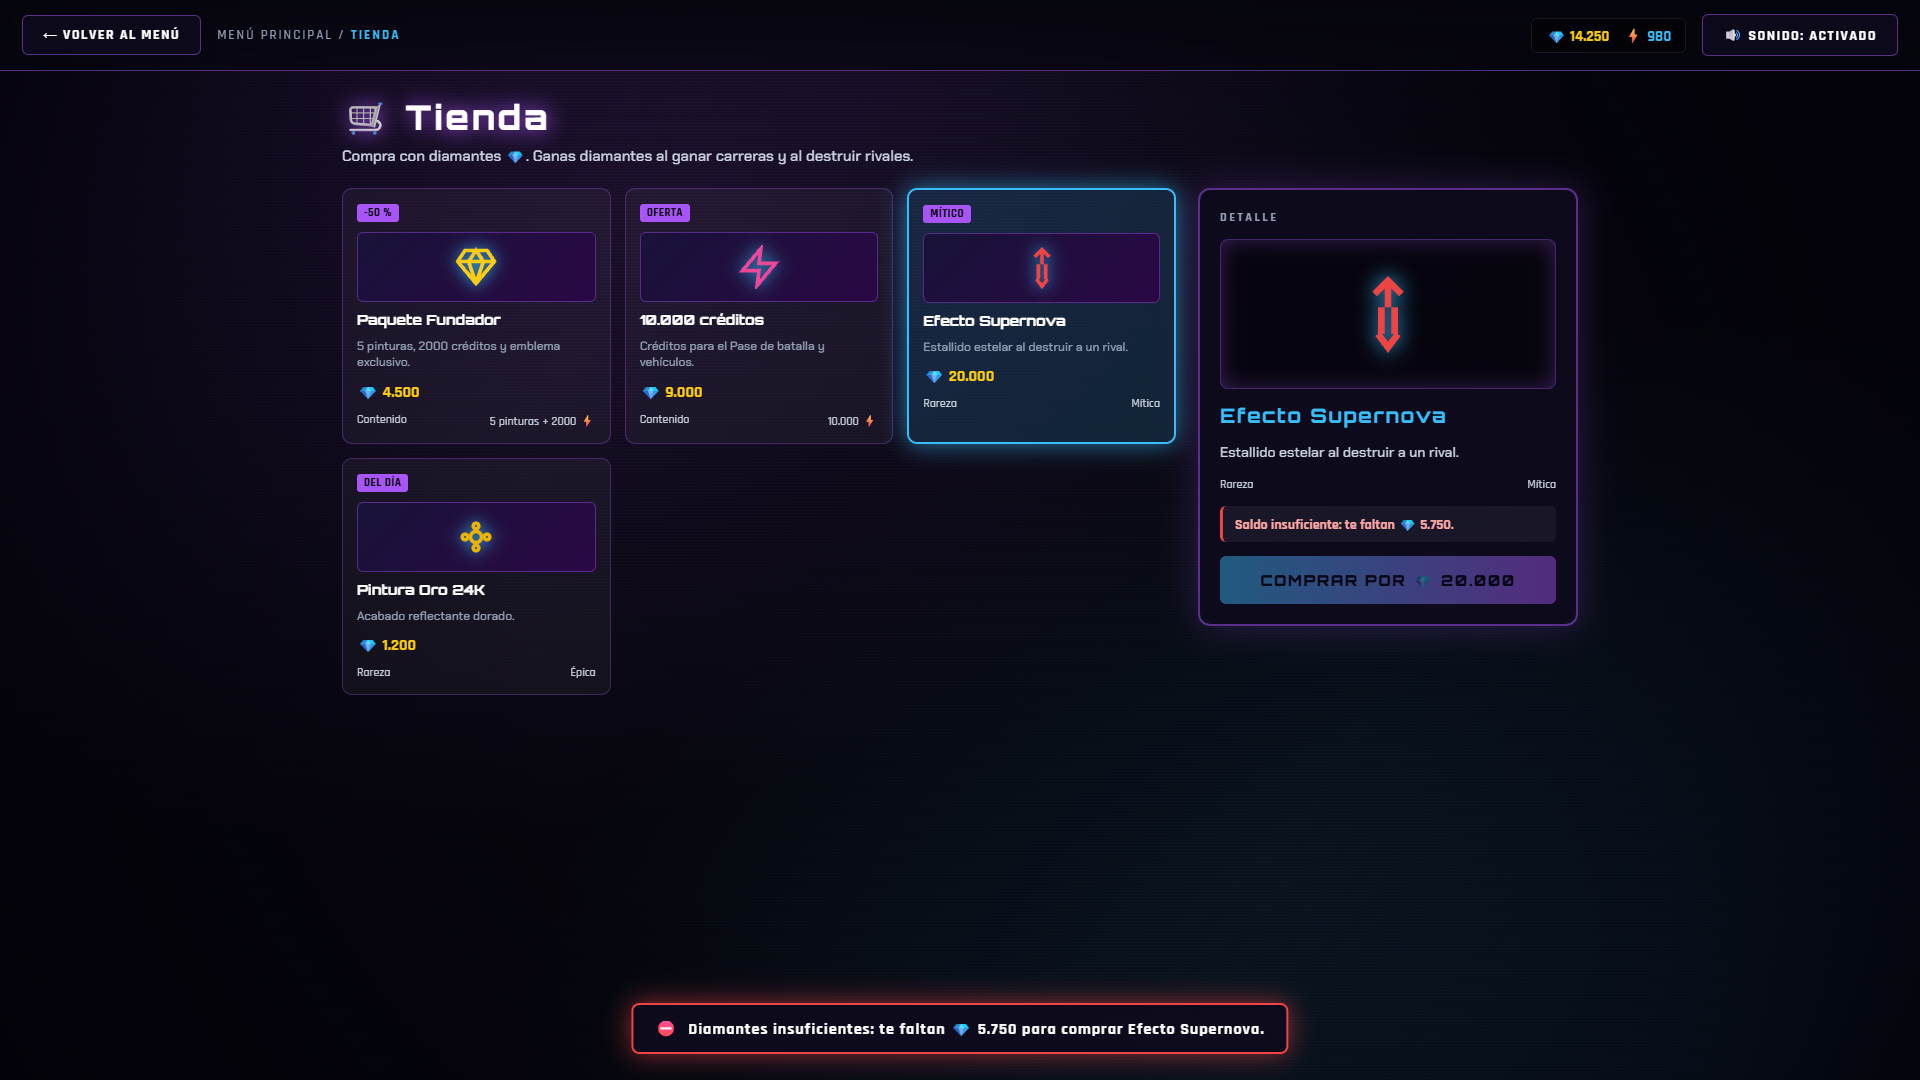 ← VOLVER AL MENÚ
MENÚ PRINCIPAL / TIENDA
14.250 980
SONIDO: ACTIVADO
Tienda
Compra con diamantes 💎. Ganas diamantes al ganar carreras y al destruir rivales.
-50 %
Paquete Fundador
5 pinturas, 2000 créditos y emblema
exclusivo.
4.500
Contenido 5 pinturas + 2000 ⚡
OFERTA
10.000 créditos
Créditos para el Pase de batalla y
vehículos.
9.000
Contenido 10.000 ⚡
MÍTICO
Efecto Supernova
Estallido estelar al destruir a un rival.
20.000
Rareza Mítica
DEL DÍA
Pintura Oro 24K
Acabado reflectante dorado.
1.200
Rareza Épica
DETALLE
Efecto Supernova
Estallido estelar al destruir a un rival.
Rareza Mítica
Saldo insuficiente: te faltan 💎 5.750.
COMPRAR POR 💎 20.000
Diamantes insuficientes: te faltan 💎 5.750 para comprar Efecto Supernova.